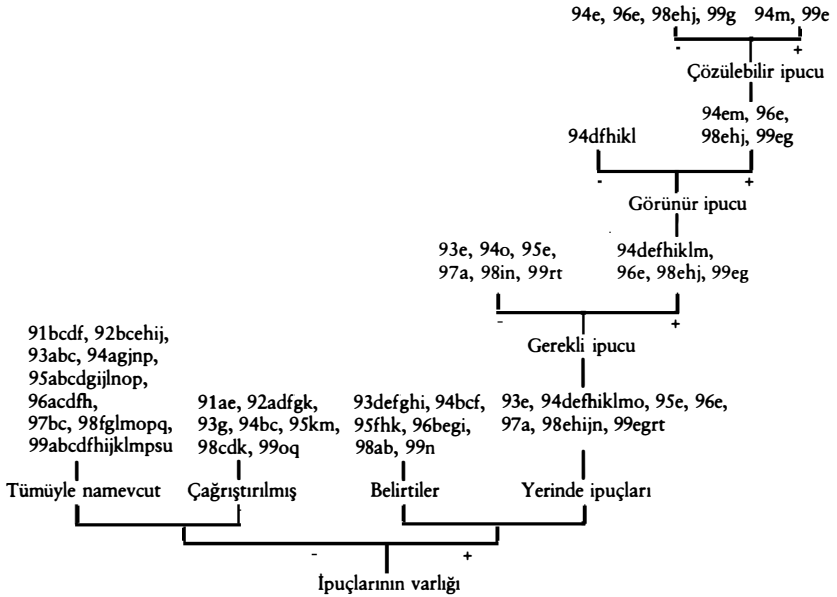 94e, 96e, 98ehj, 99g
94m, 99e
-
+
Çözülebilir ipucu
94dfhikl
94em, 96e,
98ehj, 99eg
-
+
Görünür ipucu
93e, 94o, 95e,
97a, 98in, 99rt
94defhiklm,
96e, 98ehj, 99eg
-
+
Gerekli ipucu
91bcdf, 92bcehij,
93abc, 94agjnp,
95abcdgijlnop,
96acdfh,
97bc, 98fglmopq,
99abcdfhijklmpsu
91ae, 92adfgk,
93g, 94bc, 95km,
98cdk, 99oq
93defghi, 94bcf,
95fhk, 96begi,
98ab, 99n
93e, 94defhiklmo, 95e, 96e,
97a, 98ehijn, 99egrt
Tümüyle namevcut
Çağrıştırılmış
Belirtiler
Yerinde ipuçları
-
+
İpuçlarının varlığı